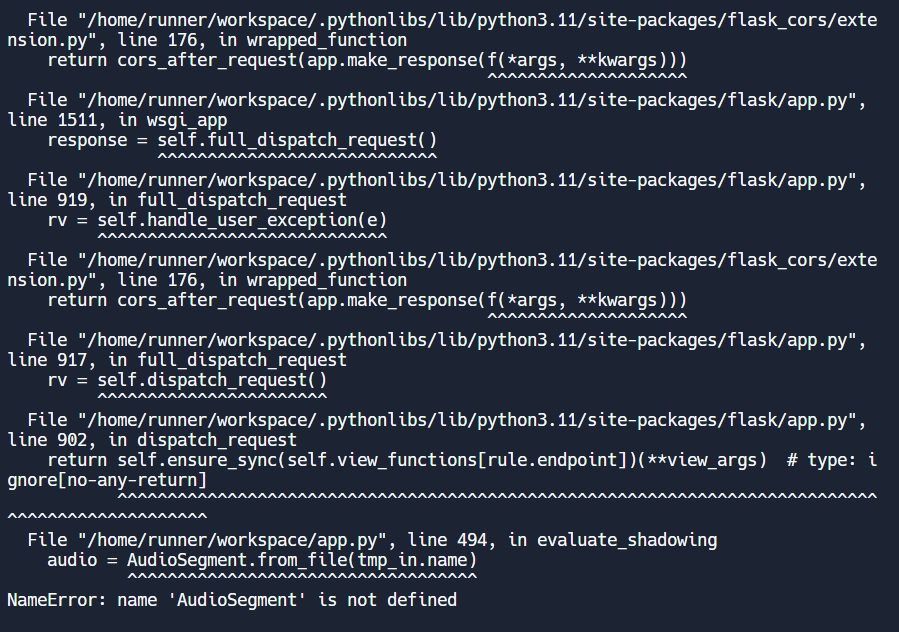 File "/home/runner/workspace/.pythonlibs/lib/python3.11/site-packages/flask_cors/exte
nsion.py", line 176, in wrapped_function
return cors_after_request(app.make_response(f(*args, **kwargs)))
^^^^^^^^^^^^^^^^^^^^
File "/home/runner/workspace/.pythonlibs/lib/python3.11/site-packages/flask/app.py",
line 1511, in wsgi_app
response = self.full_dispatch_request()
^^^^^^^^^^^^^^^^^^^^^^^^^^^^
File "/home/runner/workspace/.pythonlibs/lib/python3.11/site-packages/flask/app.py",
line 919, in full_dispatch_request
rv = self.handle_user_exception(e)
^^^^^^^^^^^^^^^^^^^^^^^^^^^^^
File "/home/runner/workspace/.pythonlibs/lib/python3.11/site-packages/flask_cors/exte
nsion.py", line 176, in wrapped_function
return cors_after_request(app.make_response(f(*args, **kwargs)))
^^^^^^^^^^^^^^^^^^^^
File "/home/runner/workspace/.pythonlibs/lib/python3.11/site-packages/flask/app.py",
line 917, in full_dispatch_request
rv = self.dispatch_request()
^^^^^^^^^^^^^^^^^^^^^^^
File "/home/runner/workspace/.pythonlibs/lib/python3.11/site-packages/flask/app.py",
line 902, in dispatch_request
return self.ensure_sync(self.view_functions[rule.endpoint])(**view_args)  # type: i
gnore[no-any-return]
^^^^^^^^^^^^^^^^^^^^^^^^^^^^^^^^^^^^^^^^^^^^^^^^^^^^^^^^^^^^^^^^^^^^^^^^^^^^
^^^^^^^^^^^^^^^^^^^^
File "/home/runner/workspace/app.py", line 494, in evaluate_shadowing
audio = AudioSegment.from_file(tmp_in.name)
^^^^^^^^^^^^^^^^^^^^^^^^^^^^^^^^^^^
NameError: name 'AudioSegment' is not defined